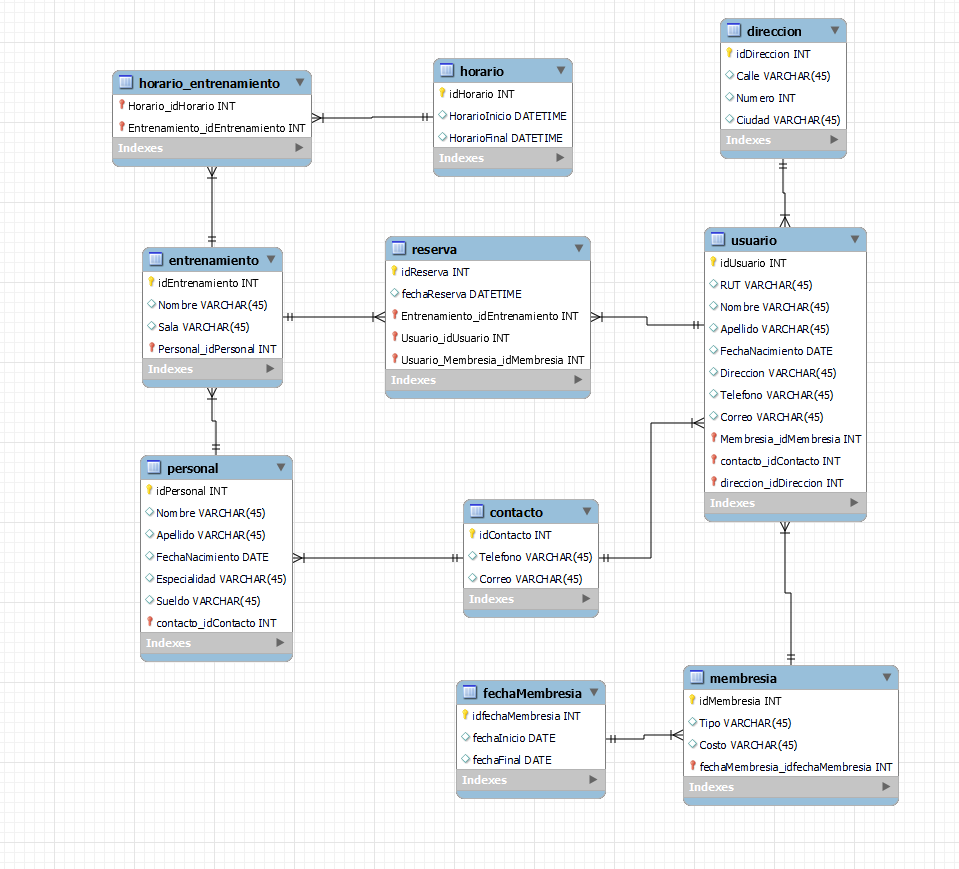 direccion
idDireccion INT
Calle VARCHAR(45)
Numero INT
Ciudad VARCHAR(45)
Indexes
horario
idHorario INT
HorarioInicio DATETIME
HorarioFinal DATETIME
Indexes
horario_entrenamiento
Horario_idHorario INT
Entrenamiento_idEntrenamiento INT
Indexes
entrenamiento
idEntrenamiento INT
Nombre VARCHAR(45)
Sala VARCHAR(45)
Personal_idPersonal INT
Indexes
reserva
idReserva INT
fechaReserva DATETIME
Entrenamiento_idEntrenamiento INT
Usuario_idUsuario INT
Usuario_Membresia_idMembresia INT
Indexes
usuario
idUsuario INT
RUT VARCHAR(45)
Nombre VARCHAR(45)
Apellido VARCHAR(45)
FechaNacimiento DATE
Direccion VARCHAR(45)
Telefono VARCHAR(45)
Correo VARCHAR(45)
Membresia_idMembresia INT
contacto_idContacto INT
direccion_idDireccion INT
Indexes
personal
idPersonal INT
Nombre VARCHAR(45)
Apellido VARCHAR(45)
FechaNacimiento DATE
Especialidad VARCHAR(45)
Sueldo VARCHAR(45)
contacto_idContacto INT
Indexes
contacto
idContacto INT
Telefono VARCHAR(45)
Correo VARCHAR(45)
Indexes
fechaMembresia
idfechaMembresia INT
fechaInicio DATE
fechaFinal DATE
Indexes
membresia
idMembresia INT
Tipo VARCHAR(45)
Costo VARCHAR(45)
fechaMembresia_idfechaMembresia INT
Indexes